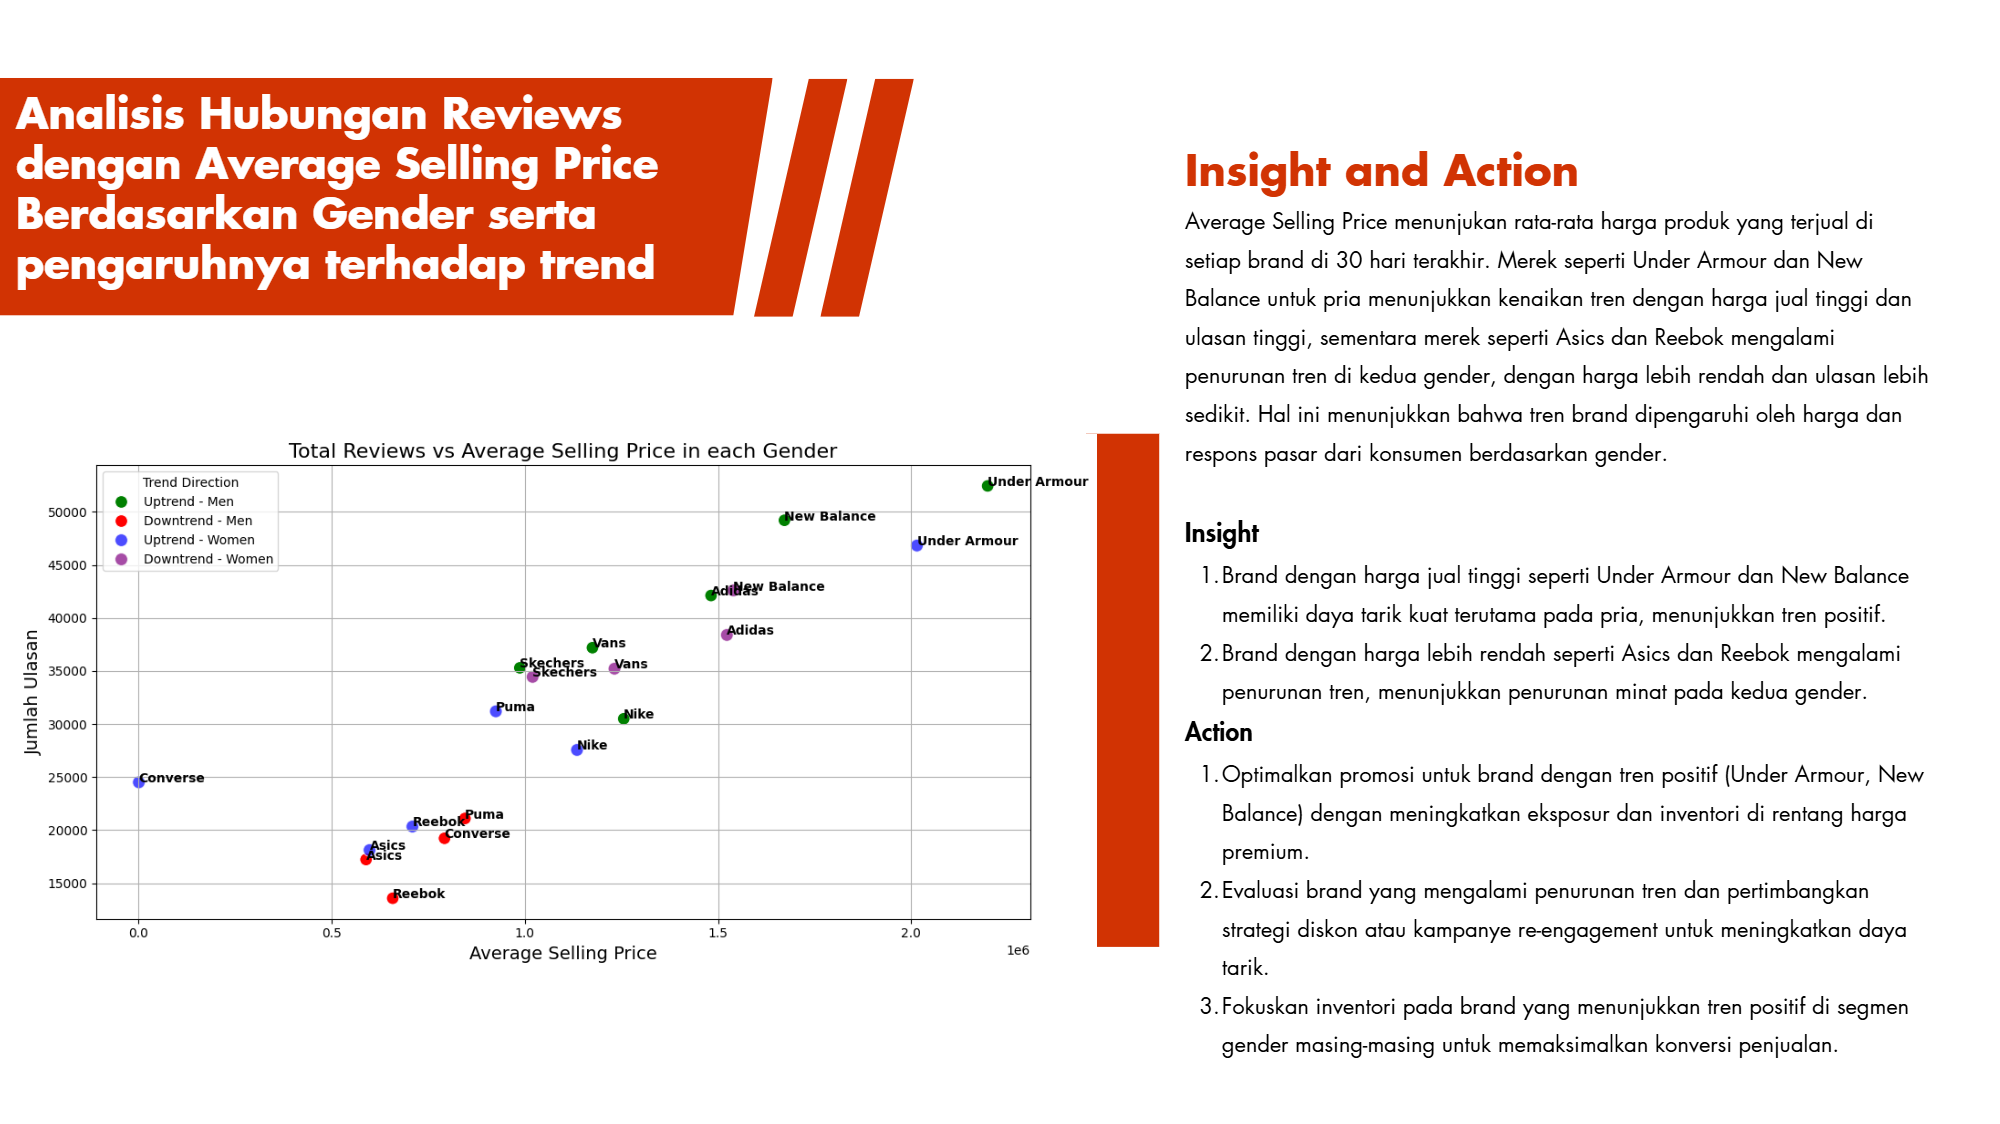 Analisis Hubungan Reviews
dengan Average Selling Price
Berdasarkan Gender serta
pengaruhnya terhadap trend
Total Reviews vs Average Selling Price in each Gender
Trend Direction
Uptrend - Men
Downtrend - Men
Uptrend - Women
Downtrend - Women
Jumlah Ulasan
50000
45000
40000
35000
30000
25000
20000
15000
Under Armour
New Balance
Under Armour
New Balance
Adidas
Adidas
Vans
Skechers
Vans
Skechers
Puma
Nike
Nike
Converse
Puma
Reebok
Converse
Asics
Asics
Reebok
0.0
0.5
1.0
1.5
2.0
1e6
Average Selling Price
Insight and Action
Average Selling Price menunjukan rata-rata harga produk yang terjual di
setiap brand di 30 hari terakhir. Merek seperti Under Armour dan New
Balance untuk pria menunjukkan kenaikan tren dengan harga jual tinggi dan
ulasan tinggi, sementara merek seperti Asics dan Reebok mengalami
penurunan tren di kedua gender, dengan harga lebih rendah dan ulasan lebih
sedikit. Hal ini menunjukkan bahwa tren brand dipengaruhi oleh harga dan
respons pasar dari konsumen berdasarkan gender.
Insight
1. Brand dengan harga jual tinggi seperti Under Armour dan New Balance
memiliki daya tarik kuat terutama pada pria, menunjukkan tren positif.
2. Brand dengan harga lebih rendah seperti Asics dan Reebok mengalami
penurunan tren, menunjukkan penurunan minat pada kedua gender.
Action
1. Optimalkan promosi untuk brand dengan tren positif (Under Armour, New
Balance) dengan meningkatkan eksposur dan inventori di rentang harga
premium.
2. Evaluasi brand yang mengalami penurunan tren dan pertimbangkan
strategi diskon atau kampanye re-engagement untuk meningkatkan daya
tarik.
3. Fokuskan inventori pada brand yang menunjukkan tren positif di segmen
gender masing-masing untuk memaksimalkan konversi penjualan.